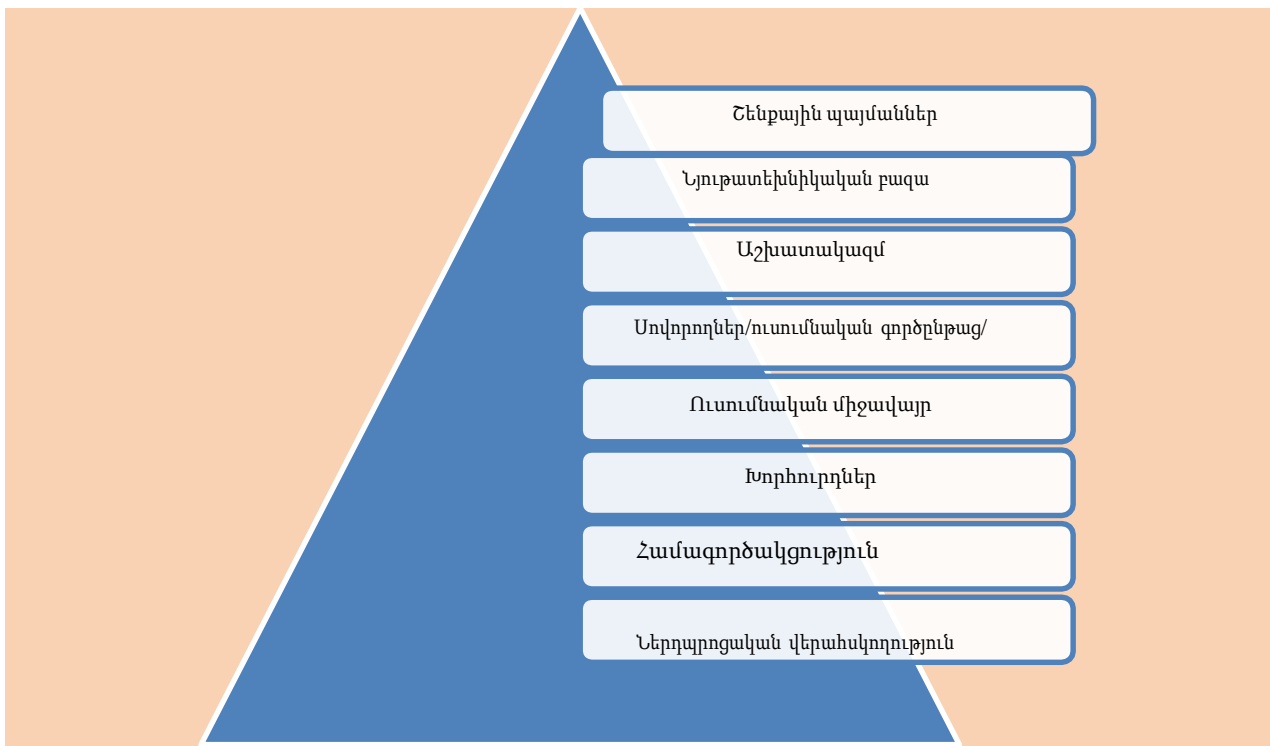 Շենքային պայմաններ
Նյութատեխնիկական բազա
Աշխատակազմ
Սովորողներ/ուսումնական գործընթաց/
Ուսումնական միջավայր
Խորհուրդներ
Համագործակցություն
Ներդպրոցական վերահսկողություն